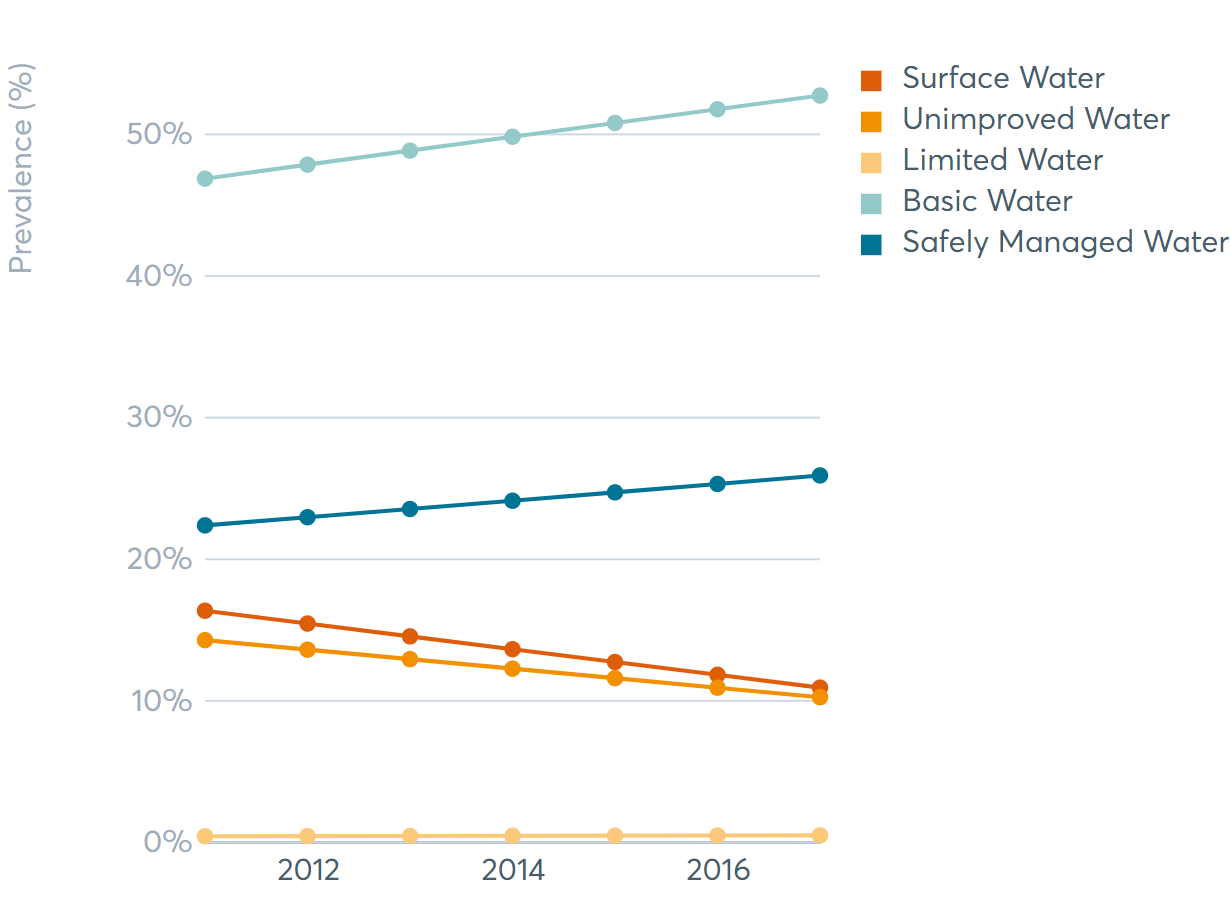 Prevalence (%)
50%
40%
30%
20%
10%
0%
2012
2014
2016
Surface Water
Unimproved Water
Limited Water
Basic Water
Safely Managed Water